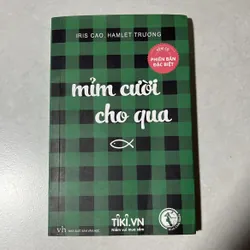 IRIS CAO HAMLET TRƯƠNG
PHIÊN BẢN
ĐẶC BIỆT
mỉm cười
cho qua
TiKi.VN